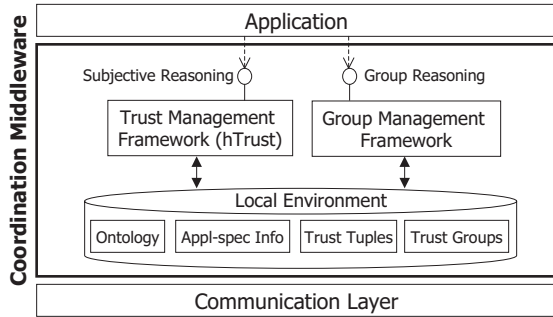 Application
Coordination Middleware
Subjective Reasoning
Group Reasoning
Trust Management
Framework (hTrust)
Group Management
Framework
Local Environment
Ontology
Appl-spec Info
Trust Tuples
Trust Groups
Communication Layer